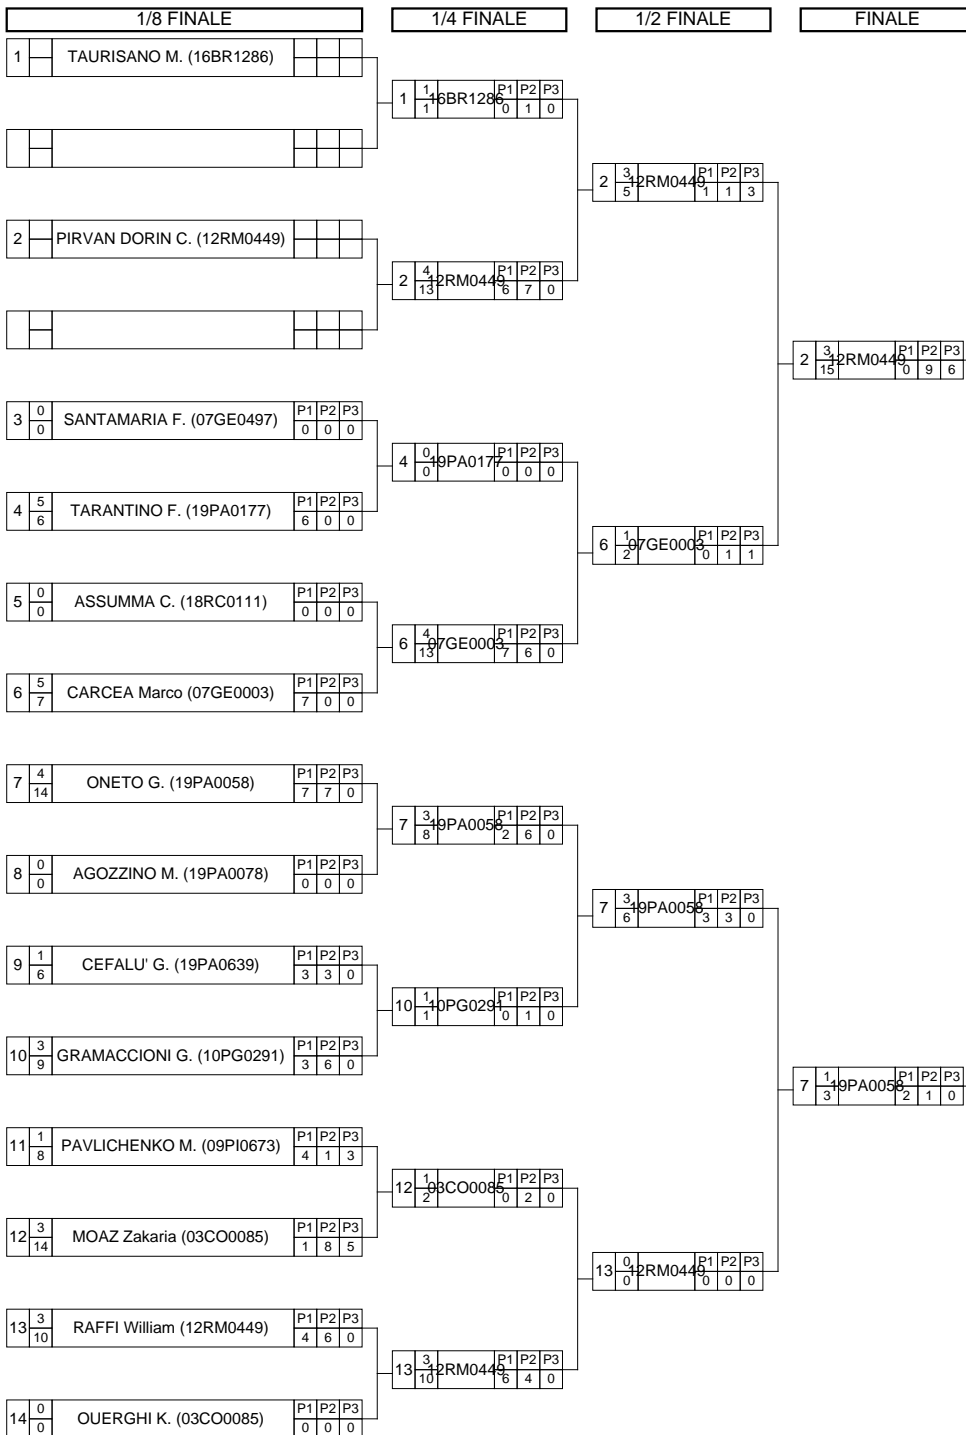 1/8 FINALE 1/4 FINALE 1/2 FINALE FINALE
1 TAURISANO M. (16BR1286)
1 1 16BR1286 P1 P2 P3
1 0 1 0
2 3 12RM0449 P1 P2 P3
5 1 1 3
2 PIRVAN DORIN C. (12RM0449)
2 4 12RM0449 P1 P2 P3
13 6 7 0
2 3 12RM0449 P1 P2 P3
15 0 9 6
3 0 SANTAMARIA F. (07GE0497) P1 P2 P3
0 0 0 0
4 0 19PA0177 P1 P2 P3
0 0 0 0
4 5 TARANTINO F. (19PA0177) P1 P2 P3
6 6 0 0
6 1 07GE0003 P1 P2 P3
2 0 1 1
5 0 ASSUMMA C. (18RC0111) P1 P2 P3
0 0 0 0
6 4 07GE0003 P1 P2 P3
13 7 6 0
6 5 CARCEA Marco (07GE0003) P1 P2 P3
7 7 0 0
7 4 ONETO G. (19PA0058) P1 P2 P3
14 7 7 0
7 3 19PA0058 P1 P2 P3
8 2 6 0
8 0 AGOZZINO M. (19PA0078) P1 P2 P3
0 0 0 0
7 3 19PA0058 P1 P2 P3
6 3 3 0
9 1 CEFALU' G. (19PA0639) P1 P2 P3
6 3 3 0
10 1 10PG0291 P1 P2 P3
1 0 1 0
10 3 GRAMACCIONI G. (10PG0291) P1 P2 P3
9 3 6 0
7 1 19PA0058 P1 P2 P3
3 2 1 0
11 1 PAVLICHENKO M. (09PI0673) P1 P2 P3
8 4 1 3
12 1 03CO0085 P1 P2 P3
2 0 2 0
12 3 MOAZ Zakaria (03CO0085) P1 P2 P3
14 1 8 5
13 0 12RM0449 P1 P2 P3
0 0 0 0
13 3 RAFFI William (12RM0449) P1 P2 P3
10 4 6 0
13 3 12RM0449 P1 P2 P3
10 6 4 0
14 0 OUERGHI K. (03CO0085) P1 P2 P3
0 0 0 0